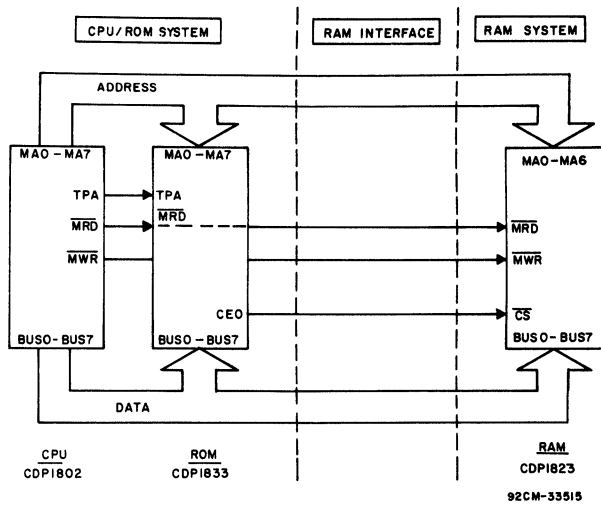 CPU/ROM SYSTEM
RAM INTERFACE
RAM SYSTEM
ADDRESS
MA0-MA7
MA0-MA7
MA0-MA6
TPA
TPA
MRD
MRD
MRD
MWR
MWR
CEO
CS
BUS0-BUS7
BUS0-BUS7
BUS0-BUS7
DATA
CPU
CDP1802
ROM
CDP1833
RAM
CDP1823
92CM-33515